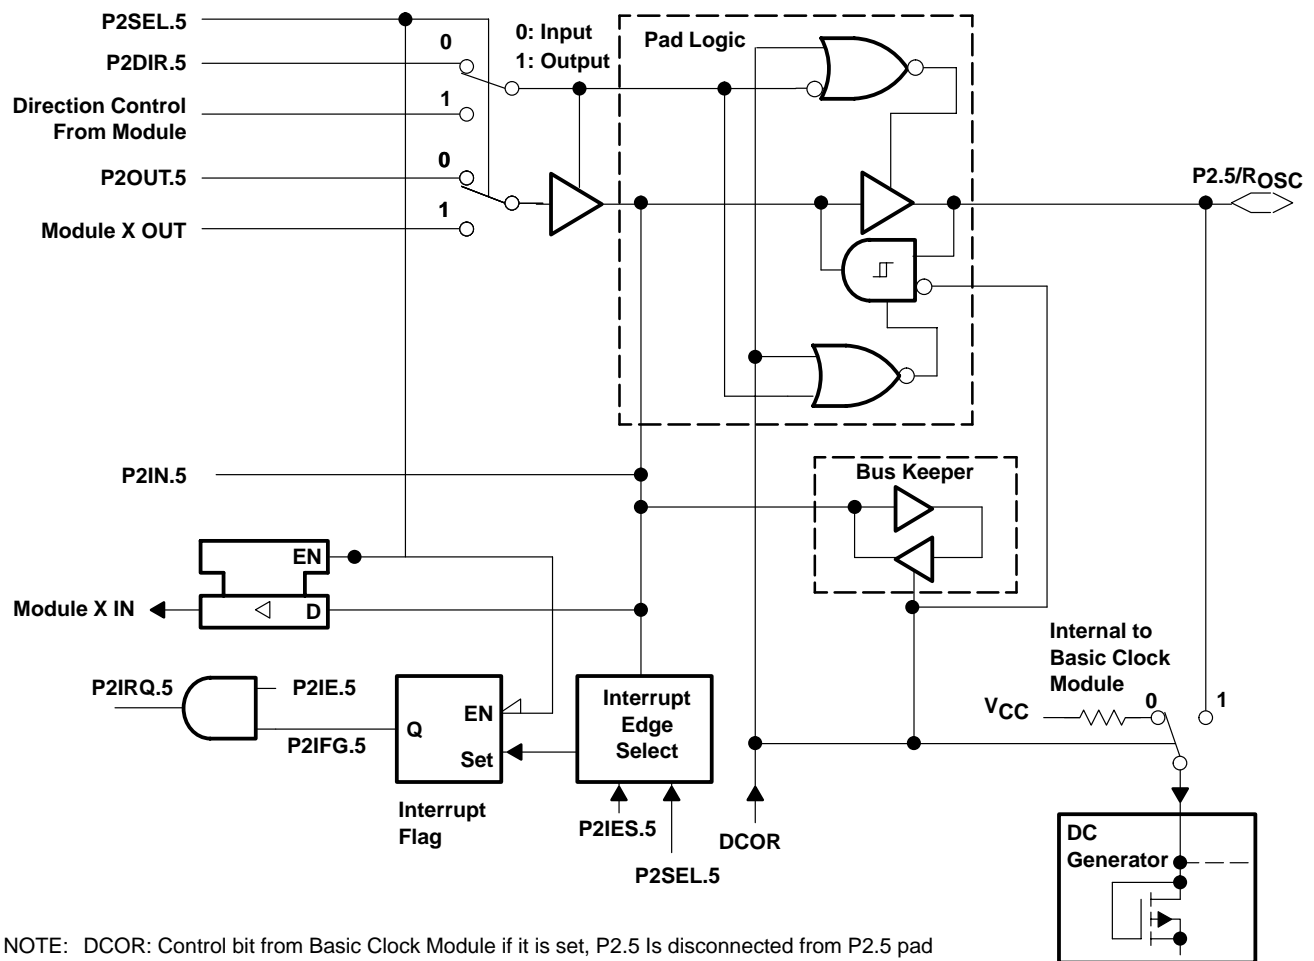 P2SEL.5
0
0: Input
1: Output
Pad Logic
P2DIR.5
1
Direction Control
From Module
0
P2OUT.5
P2.5/ROSC
1
Module X OUT
P2IN.5
Bus Keeper
EN
Module X IN
D
Internal to
Basic Clock
Module
P2IRQ.5
P2IE.5
Interrupt
Edge
Select
EN
VCC
0
1
Q
P2IFG.5
Set
Interrupt
Flag
P2IES.5
DCOR
P2SEL.5
DC
Generator
NOTE: DCOR: Control bit from Basic Clock Module if it is set, P2.5 Is disconnected from P2.5 pad